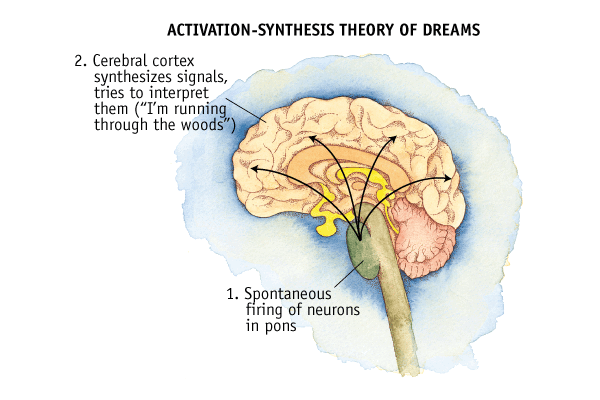 ACTIVATION-SYNTHESIS THEORY OF DREAMS
2. Cerebral cortex
synthesizes signals,
tries to interpret
them (“I’m running
through the woods”)
1. Spontaneous
firing of neurons
in pons